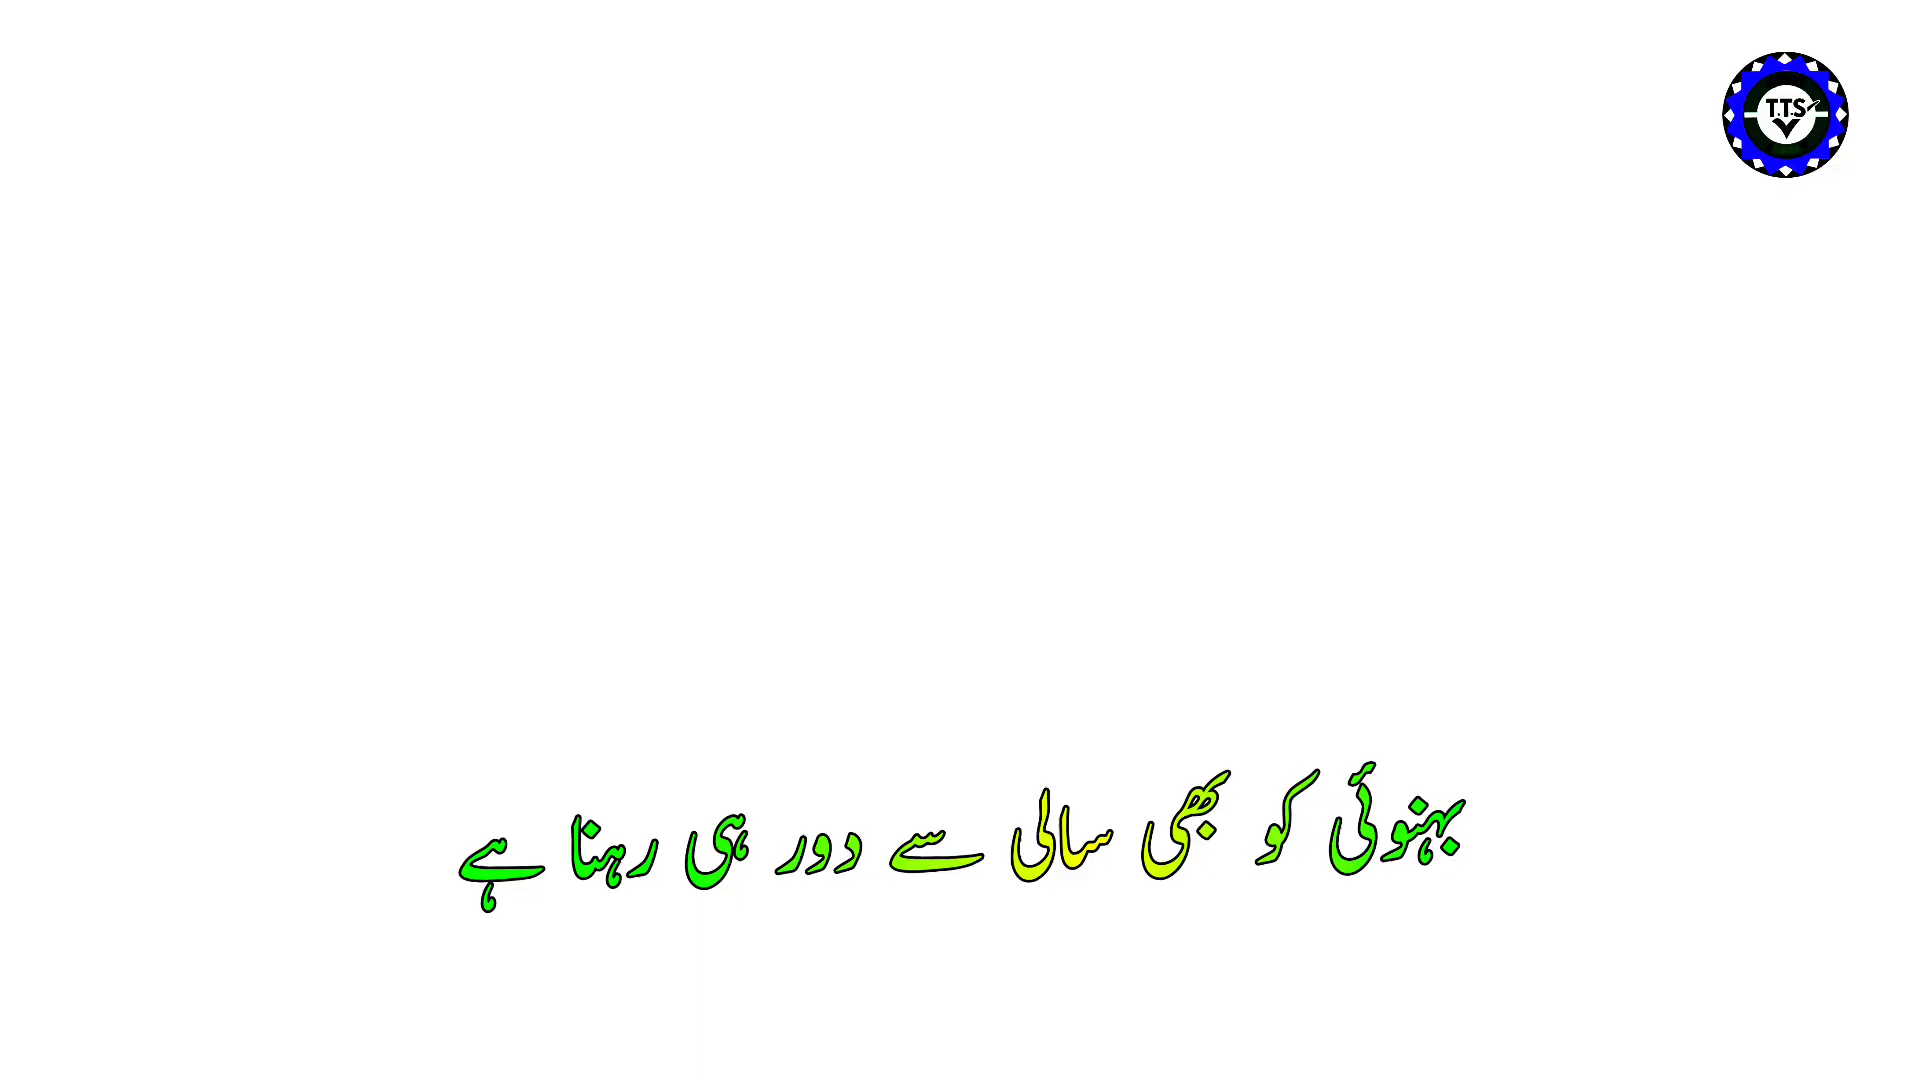 T.T.S
بہنوئی کو بھی سالی سے دور ہی رہنا ہے